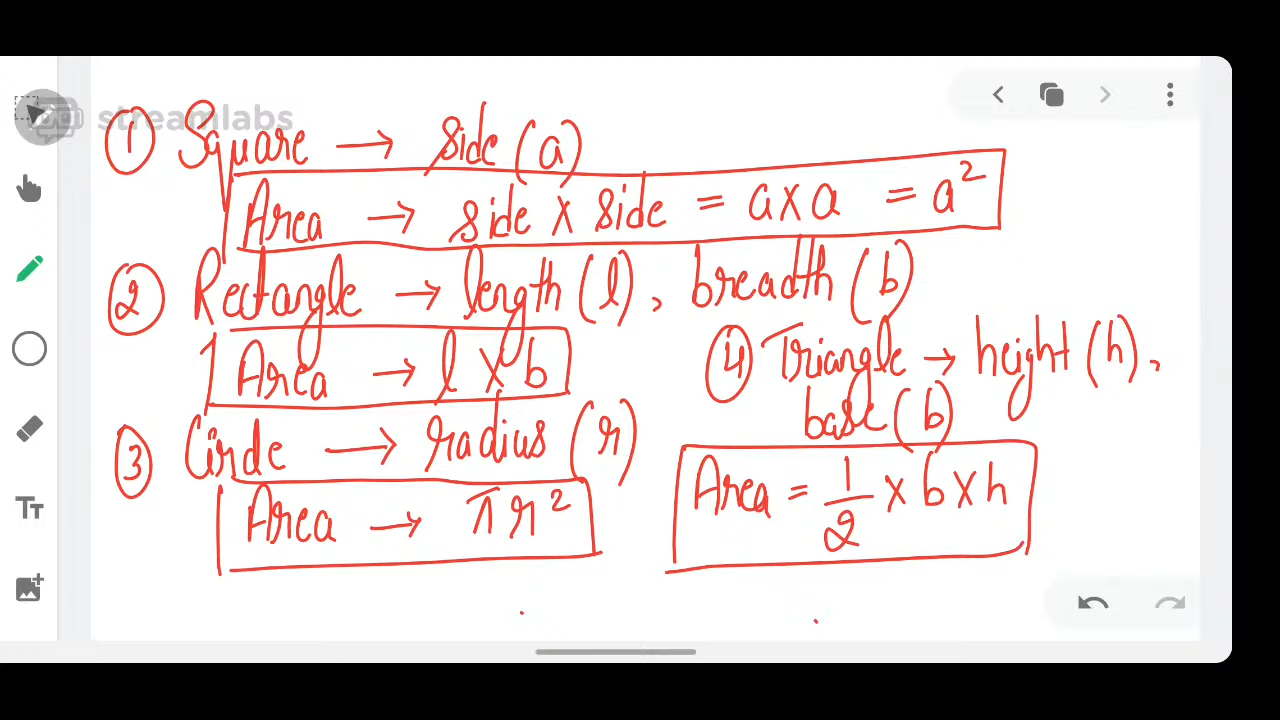 streamlabs
① Square → side (a)
Area → side × side = a × a = a²
② Rectangle → length (l), breadth (b)
Area → l × b
③ Circle → radius (r)
Area → πr²
④ Triangle → height (h),
base (b)
Area = 1/2 × b × h
TT